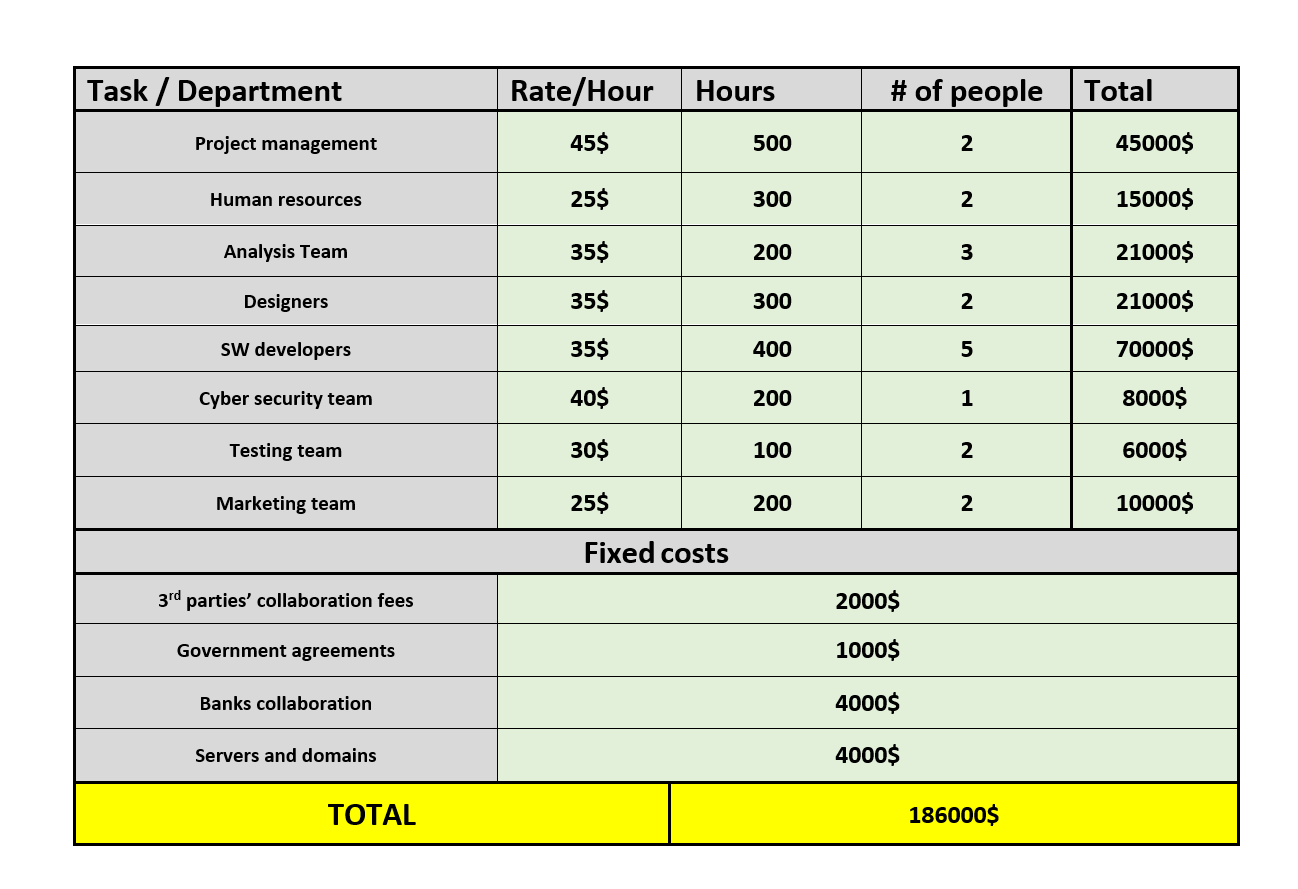 Task / Department Rate/Hour Hours # of people Total
Project management 45$ 500 2 45000$
Human resources 25$ 300 2 15000$
Analysis Team 35$ 200 3 21000$
Designers 35$ 300 2 21000$
SW developers 35$ 400 5 70000$
Cyber security team 40$ 200 1 8000$
Testing team 30$ 100 2 6000$
Marketing team 25$ 200 2 10000$
Fixed costs
3rd parties’ collaboration fees 2000$
Government agreements 1000$
Banks collaboration 4000$
Servers and domains 4000$
TOTAL 186000$